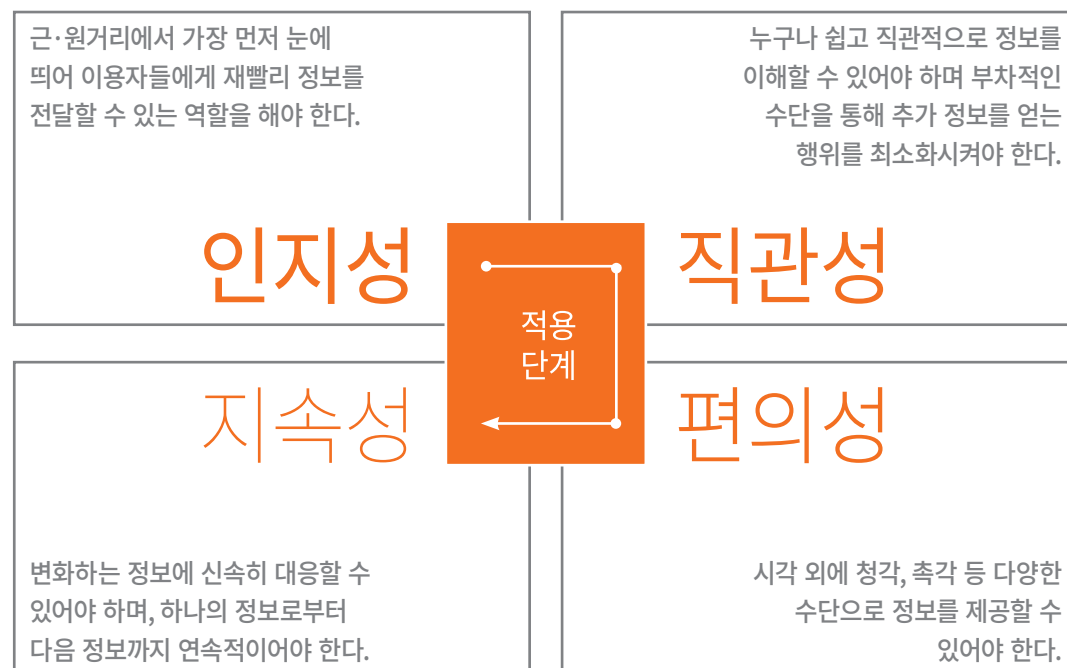 근·원거리에서 가장 먼저 눈에
띄어 이용자들에게 재빨리 정보를
전달할 수 있는 역할을 해야 한다.
인지성
누구나 쉽고 직관적으로 정보를
이해할 수 있어야 하며 부차적인
수단을 통해 추가 정보를 얻는
행위를 최소화시켜야 한다.
직관성
적용
단계
지속성
변화하는 정보에 신속히 대응할 수
있어야 하며, 하나의 정보로부터
다음 정보까지 연속적이어야 한다.
편의성
시각 외에 청각, 촉각 등 다양한
수단으로 정보를 제공할 수
있어야 한다.